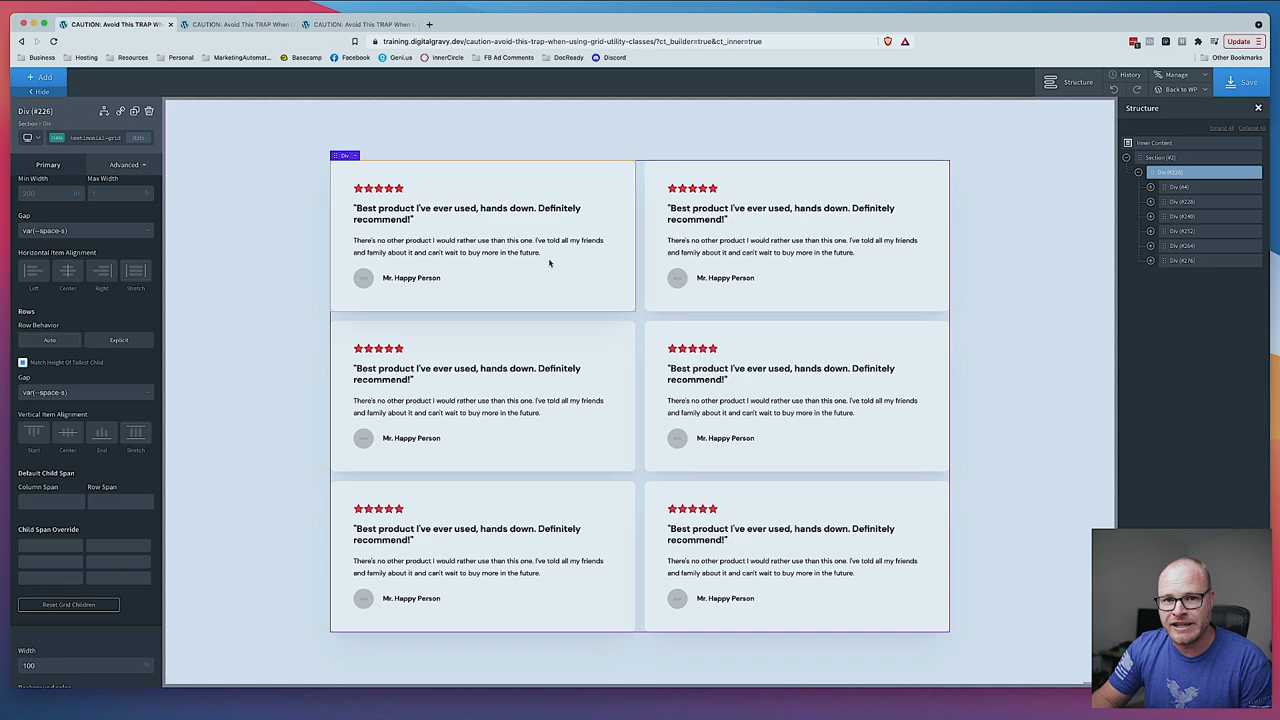 CAUTION: Avoid This TRAP Wh
CAUTION: Avoid This TRAP When U
CAUTION: Avoid This TRAP When U
training.digitalgravy.dev/caution-avoid-this-trap-when-using-grid-utility-classes/?ct_builder=true&ct_inner=true
Update
Business
Hosting
Resources
Personal
MarketingAutomat...
Basecamp
Facebook
Geni.us
InnerCircle
FB Ad Comments
DocReady
Discord
Other Bookmarks
+ Add
< Hide
Structure
History
Manage
Back to WP
Save
Div (#226)
Section > Div
class
testimonial-grid
state
Primary
Advanced
Min Width
Max Width
200
px
1
Gap
var(--space-s)
Horizontal Item Alignment
Left
Center
Right
Stretch
Rows
Row Behavior
Auto
Explicit
Match Height Of Tallest Child
Gap
var(--space-s)
Vertical Item Alignment
Start
Center
End
Stretch
Default Child Span
Column Span
Row Span
Child Span Override
Reset Grid Children
Width
100
%
Div
"Best product I've ever used, hands down. Definitely
recommend!"
There's no other product I would rather use than this one. I've told all my friends
and family about it and can't wait to buy more in the future.
Mr. Happy Person
"Best product I've ever used, hands down. Definitely
recommend!"
There's no other product I would rather use than this one. I've told all my friends
and family about it and can't wait to buy more in the future.
Mr. Happy Person
"Best product I've ever used, hands down. Definitely
recommend!"
There's no other product I would rather use than this one. I've told all my friends
and family about it and can't wait to buy more in the future.
Mr. Happy Person
"Best product I've ever used, hands down. Definitely
recommend!"
There's no other product I would rather use than this one. I've told all my friends
and family about it and can't wait to buy more in the future.
Mr. Happy Person
"Best product I've ever used, hands down. Definitely
recommend!"
There's no other product I would rather use than this one. I've told all my friends
and family about it and can't wait to buy more in the future.
Mr. Happy Person
"Best product I've ever used, hands down. Definitely
recommend!"
There's no other product I would rather use than this one. I've told all my friends
and family about it and can't wait to buy more in the future.
Mr. Happy Person
Structure
Expand All
Collapse All
Inner Content
Section (#2)
Div (#226)
Div (#4)
Div (#228)
Div (#240)
Div (#252)
Div (#264)
Div (#276)